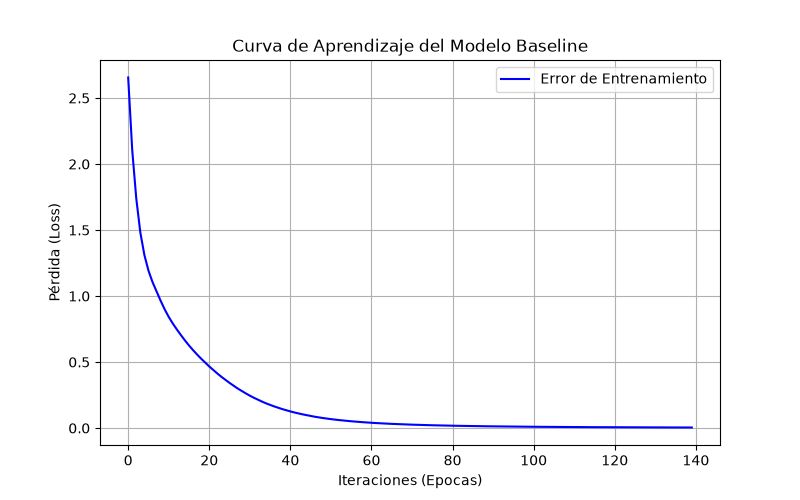 Curva de Aprendizaje del Modelo Baseline
Error de Entrenamiento
Pérdida (Loss)
2.5
2.0
1.5
1.0
0.5
0.0
0 20 40 60 80 100 120 140
Iteraciones (Epocas)